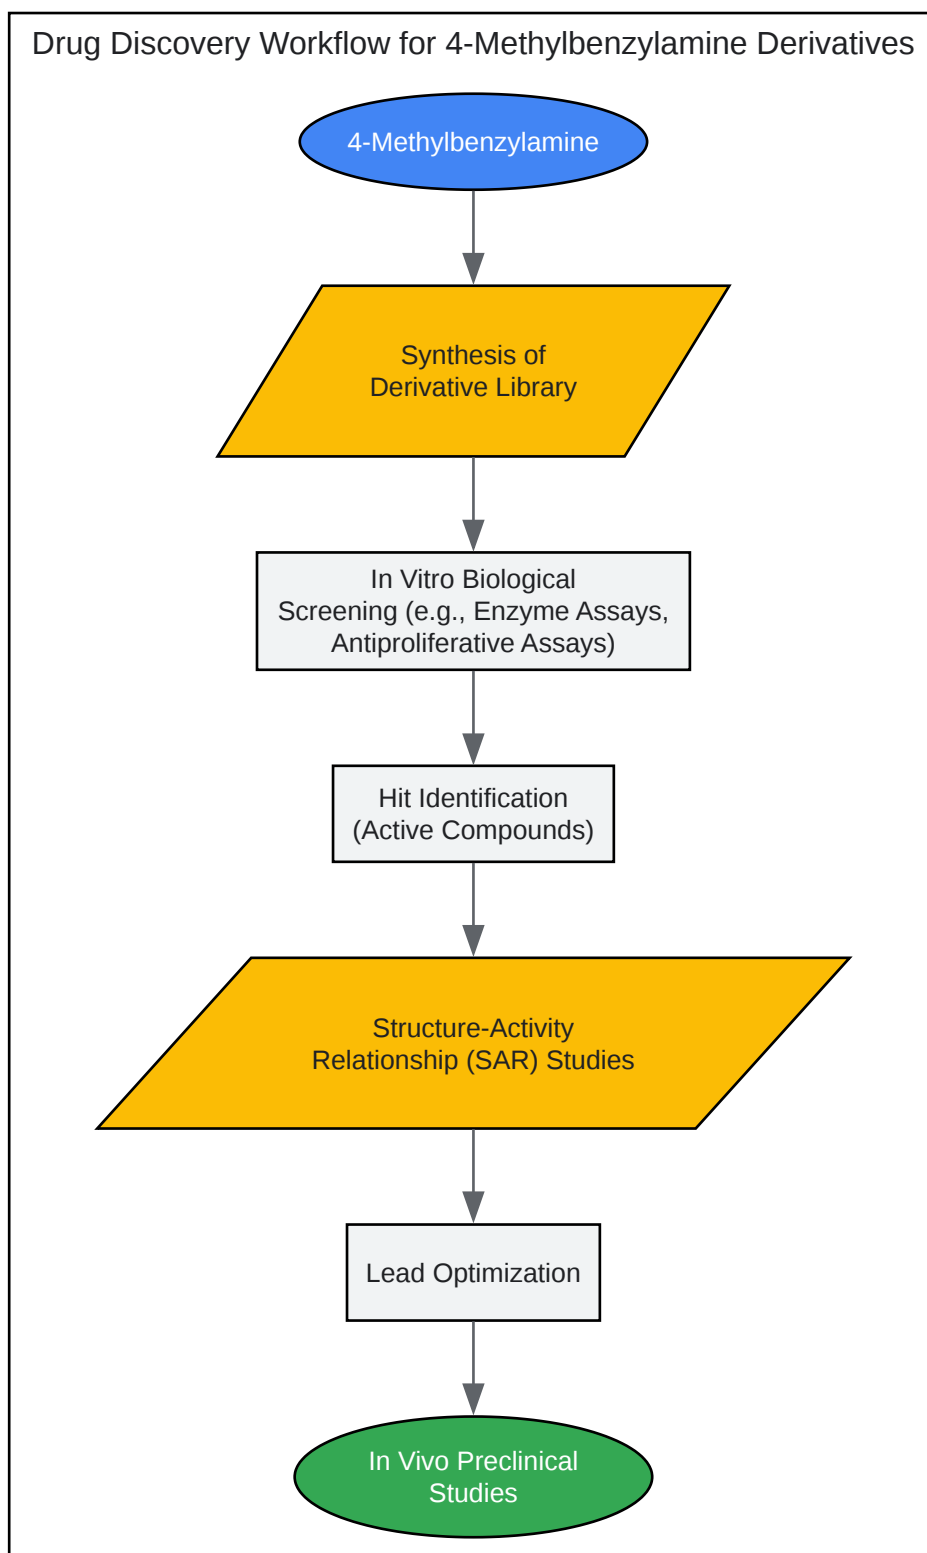 Drug Discovery Workflow for 4-Methylbenzylamine Derivatives
4-Methylbenzylamine
Synthesis of
Derivative Library
In Vitro Biological
Screening (e.g., Enzyme Assays,
Antiproliferative Assays)
Hit Identification
(Active Compounds)
Structure-Activity
Relationship (SAR) Studies
Lead Optimization
In Vivo Preclinical
Studies